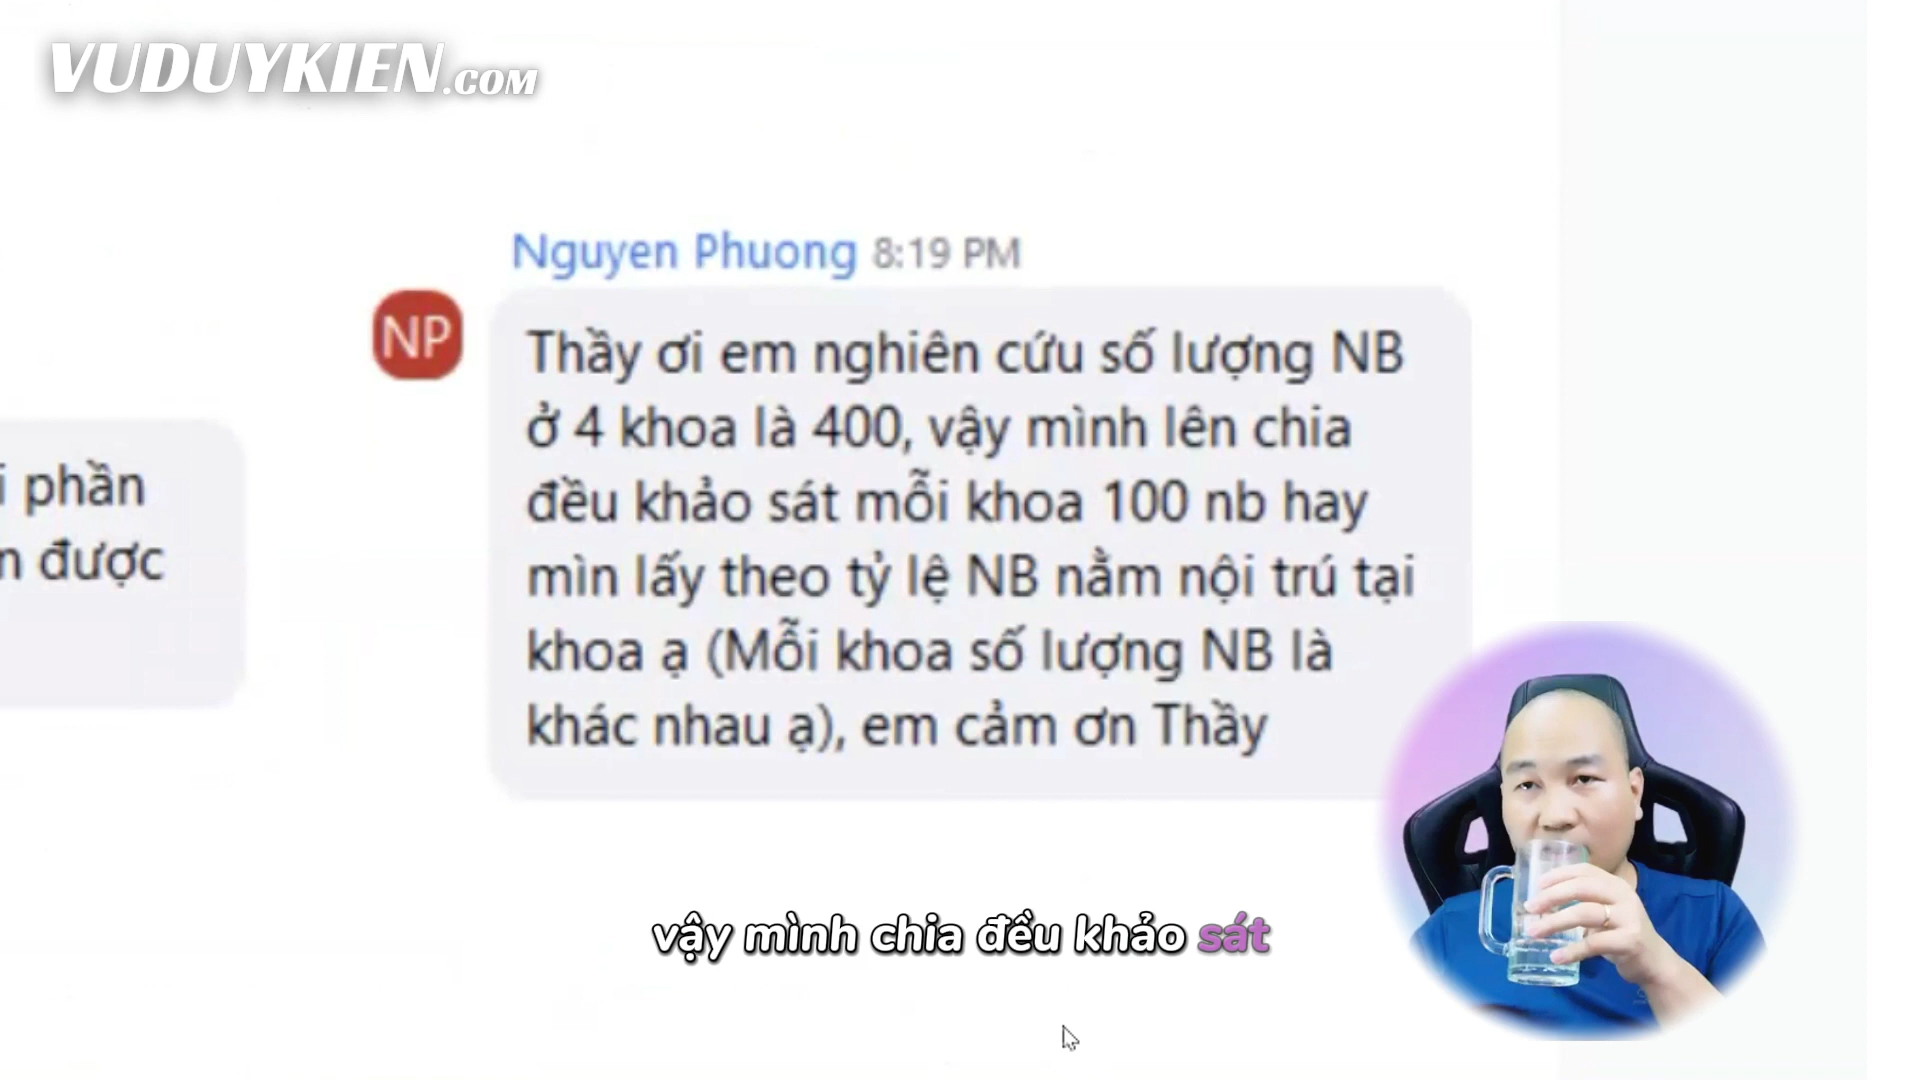 VUDUYKIEN.COM
Nguyen Phuong 8:19 PM
NP
Thầy ơi em nghiên cứu số lượng NB
ở 4 khoa là 400, vậy mình lên chia
đều khảo sát mỗi khoa 100 nb hay
mìn lấy theo tỷ lệ NB nằm nội trú tại
khoa ạ (Mỗi khoa số lượng NB là
khác nhau ạ), em cảm ơn Thầy
phần
được
vậy mình chia đều khảo sát